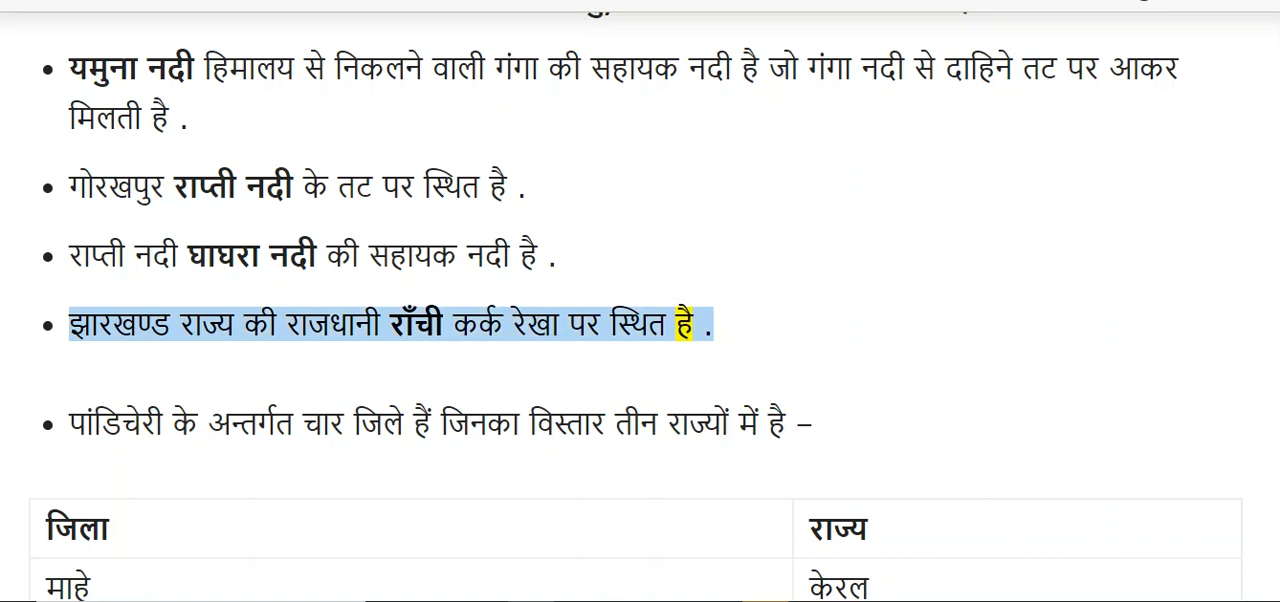 यमुना नदी हिमालय से निकलने वाली गंगा की सहायक नदी है जो गंगा नदी से दाहिने तट पर आकर
मिलती है .
गोरखपुर राप्ती नदी के तट पर स्थित है .
राप्ती नदी घाघरा नदी की सहायक नदी है .
झारखण्ड राज्य की राजधानी राँची कर्क रेखा पर स्थित है .
पांडिचेरी के अन्तर्गत चार जिले हैं जिनका विस्तार तीन राज्यों में है –
जिला राज्य
माहे केरल